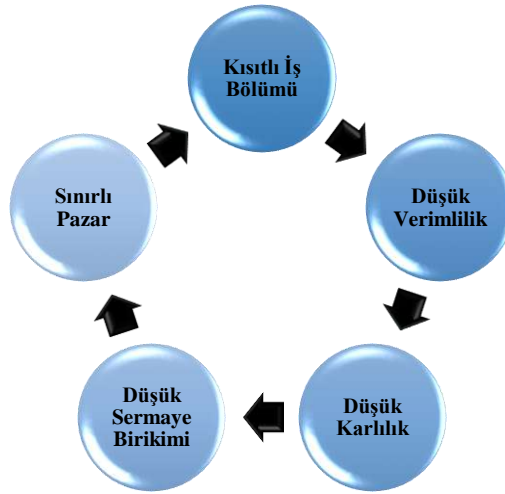 Kısıtlı İş
Bölümü
Düşük
Verimlilik
Düşük
Karlılık
Düşük
Sermaye
Birikimi
Sınırlı
Pazar